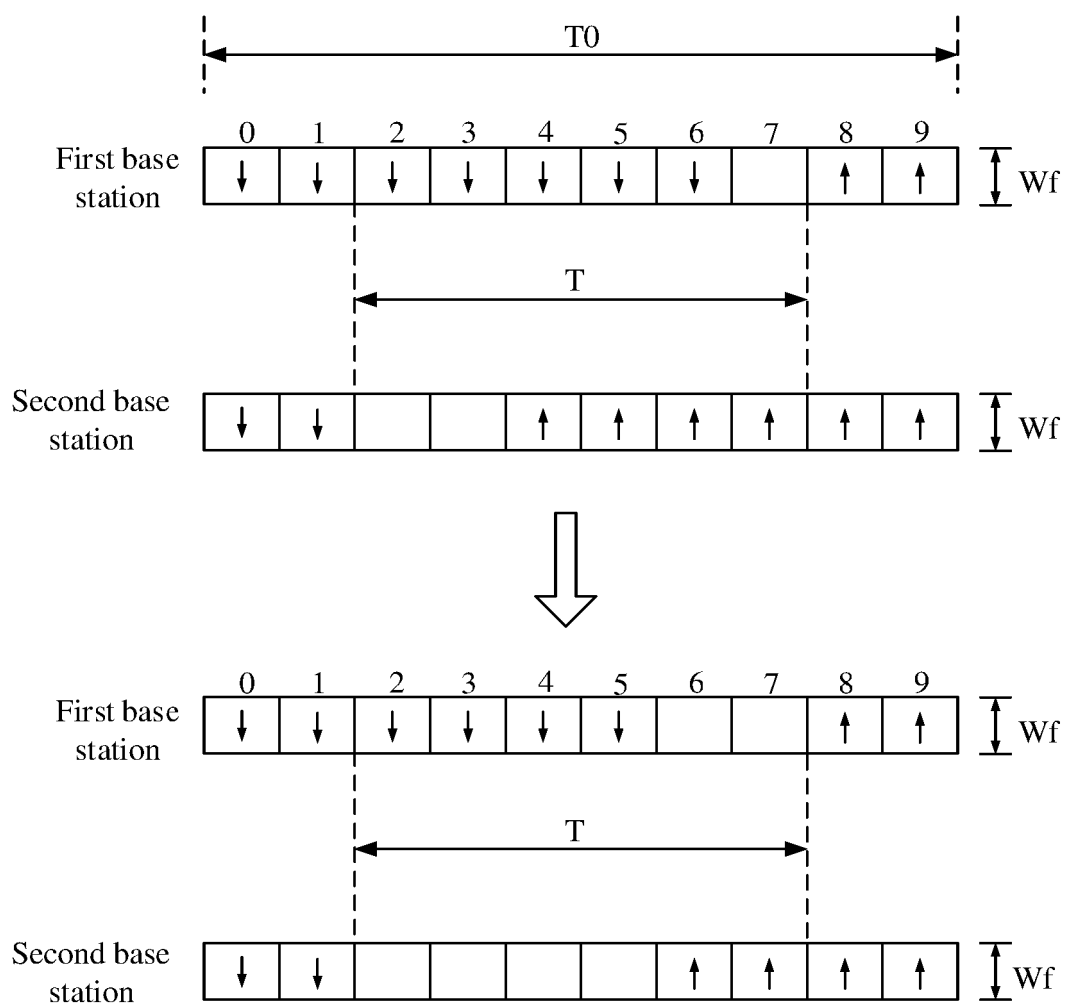 T0
0 1 2 3 4 5 6 7 8 9
First base
station
Wf
T
Second base
station
Wf
0 1 2 3 4 5 6 7 8 9
First base
station
Wf
T
Second base
station
Wf